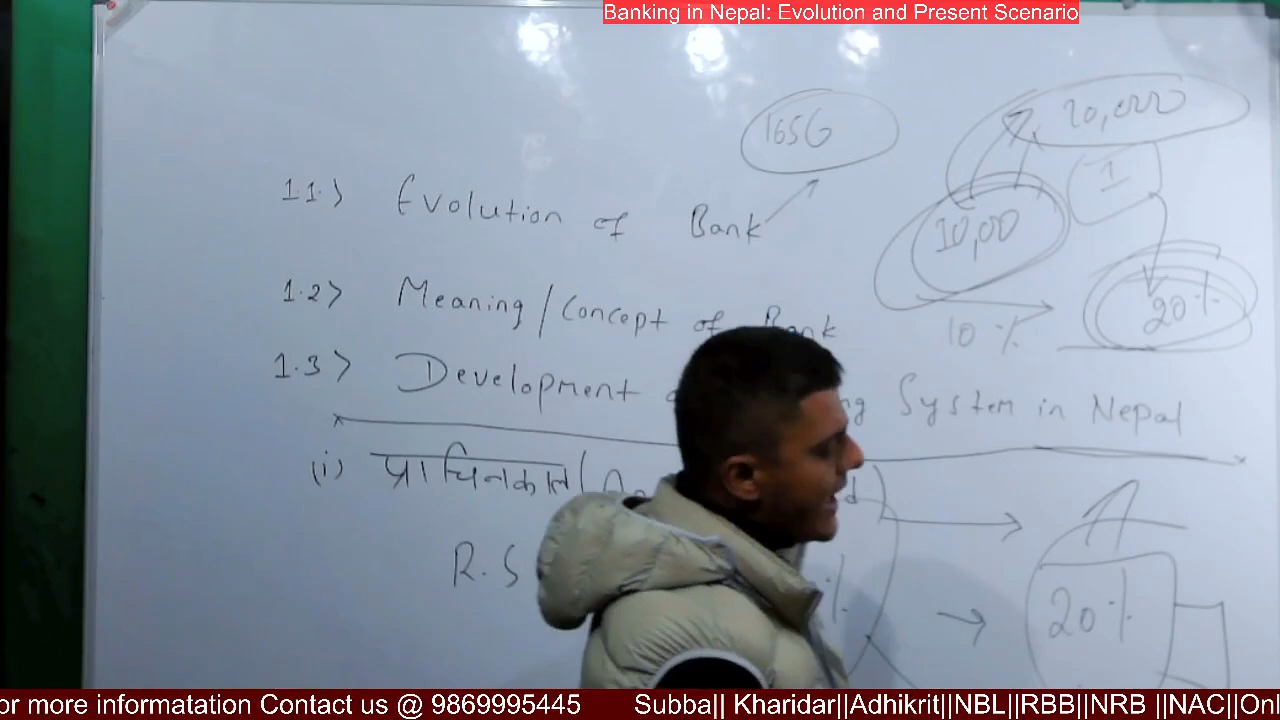 Banking in Nepal: Evolution and Present Scenario
1656
20,000
1
10,00
20%
10%
1.1> Evolution of Bank
1.2> Meaning/Concept of Bank
1.3> Development ng System in Nepal
(i) प्राचिनकाल
R.S
20%
or more informatation Contact us @ 9869995445 Subba|| Kharidar||Adhikrit||NBL||RBB||NRB ||NAC||Onl